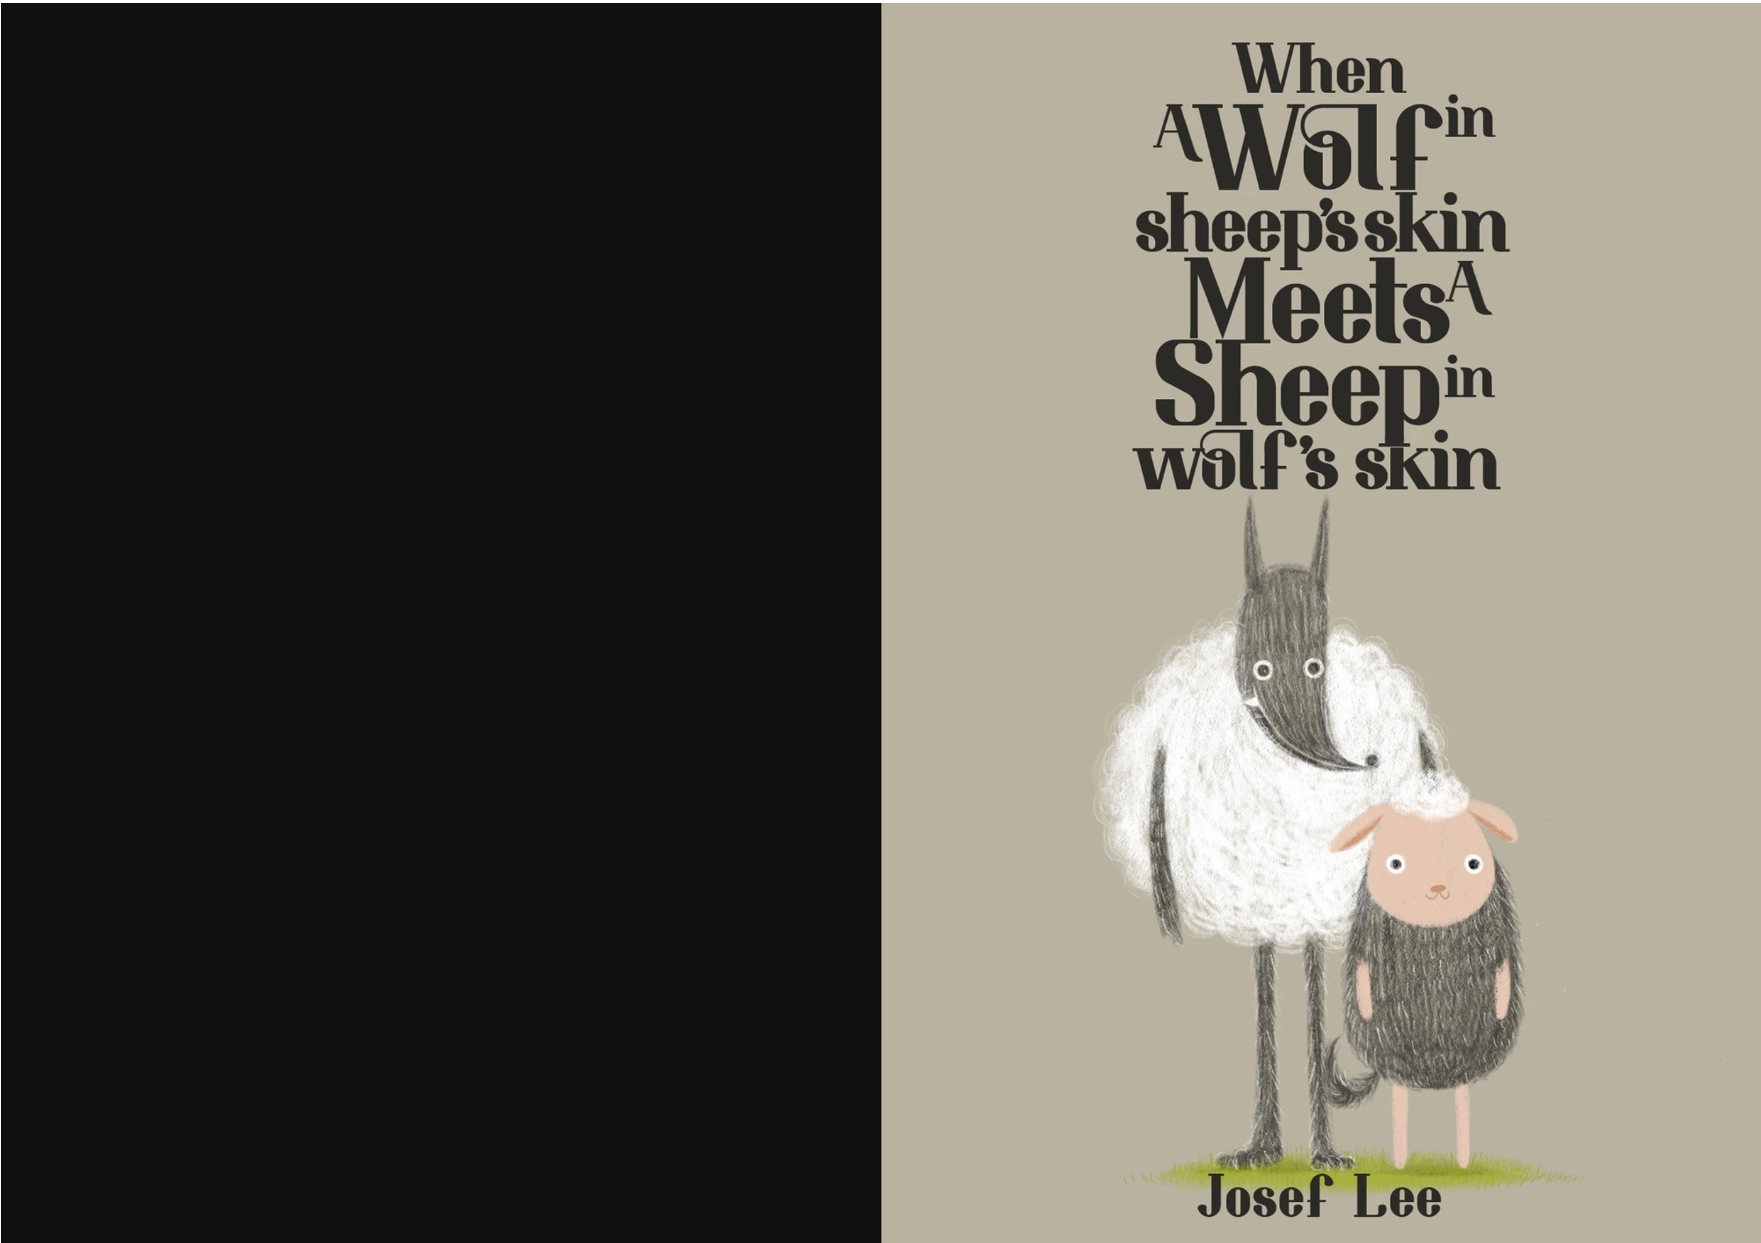 When
A Wolf in
sheep's skin
Meets A
Sheep in
wolf's skin
Josef Lee